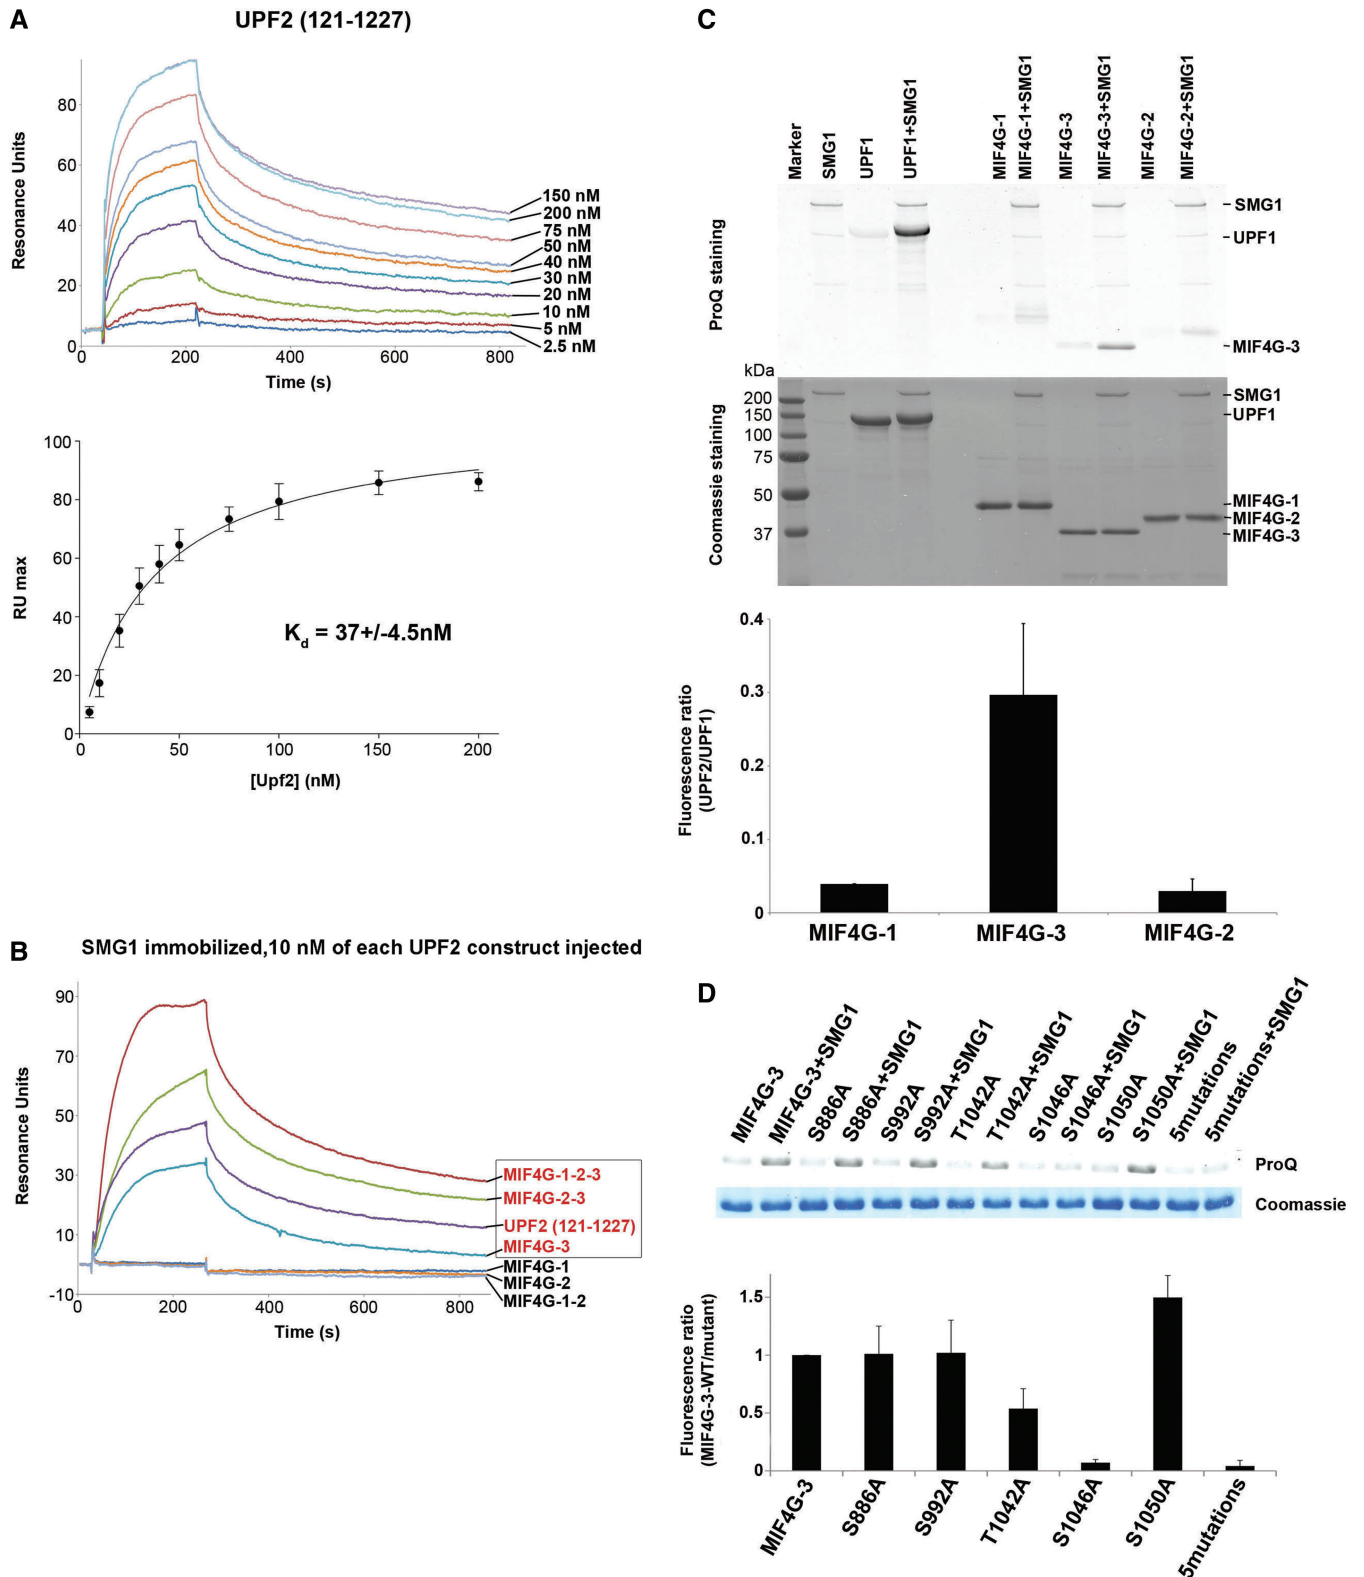 A
UPF2 (121-1227)
Resonance Units
80
60
40
20
0
0
200
400
600
800
Time (s)
150 nM
200 nM
75 nM
50 nM
40 nM
30 nM
20 nM
10 nM
5 nM
2.5 nM
RU max
100
80
60
40
20
0
0
50
100
150
200
[Upf2] (nM)
Kd = 37+/-4.5nM
B
SMG1 immobilized,10 nM of each UPF2 construct injected
Resonance Units
90
70
50
30
10
-10
0
200
400
600
800
Time (s)
MIF4G-1-2-3
MIF4G-2-3
UPF2 (121-1227)
MIF4G-3
MIF4G-1
MIF4G-2
MIF4G-1-2
C
Marker
SMG1
UPF1
UPF1+SMG1
MIF4G-1
MIF4G-1+SMG1
MIF4G-3
MIF4G-3+SMG1
MIF4G-2
MIF4G-2+SMG1
ProQ staining
SMG1
UPF1
MIF4G-3
kDa
200
150
100
75
50
37
Coomassie staining
SMG1
UPF1
MIF4G-1
MIF4G-2
MIF4G-3
Fluorescence ratio
(UPF2/UPF1)
0.4
0.3
0.2
0.1
0
MIF4G-1
MIF4G-3
MIF4G-2
D
MIF4G-3
MIF4G-3+SMG1
S886A
S886A+SMG1
S992A
S992A+SMG1
T1042A
T1042A+SMG1
S1046A
S1046A+SMG1
S1050A
S1050A+SMG1
5mutations
5mutations+SMG1
ProQ
Coomassie
Fluorescence ratio
(MIF4G-3-WT/mutant)
1.5
1
0.5
0
MIF4G-3
S886A
S992A
T1042A
S1046A
S1050A
5mutations